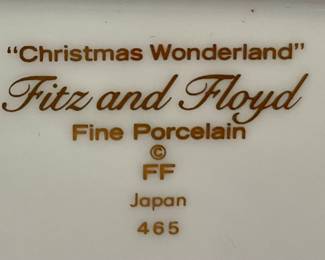 "Christmas Wonderland"
Fitz and Floyd
Fine Porcelain
©
FF
Japan
465